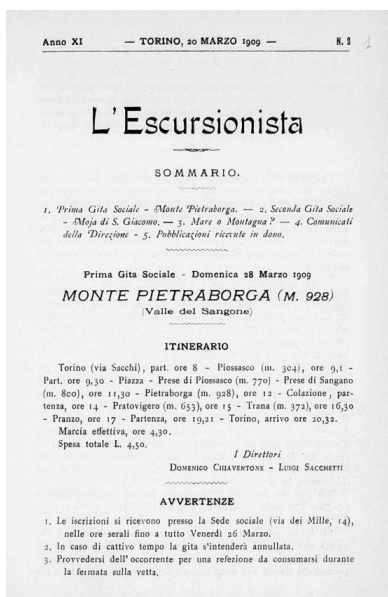 Anno XI — TORINO, 20 MARZO 1909 — N. 3
L'Escursionista
SOMMARIO.
1. Prima Gita Sociale - Monte Pietraborga. — 2. Seconda Gita Sociale
- Moja di S. Giacomo. — 3. Mare o Montagna? — 4. Comunicati
della Direzione - 5. Pubblicazioni ricevute in dono.
Prima Gita Sociale - Domenica 28 Marzo 1909
MONTE PIETRABORGA (M. 928)
(Valle del Sangone)
ITINERARIO
Torino (via Sacchi), part. ore 8 - Piossasco (m. 304), ore 9,1 -
Part. ore 9,30 - Piazza - Prese di Piossasco (m. 770) - Prese di Sangano
(m. 800), ore 11,30 - Pietraborga (m. 928), ore 12 - Colazione, par-
tenza, ore 14 - Pratovigero (m. 653), ore 15 - Trana (m. 372), ore 16,30
- Pranzo, ore 17 - Partenza, ore 19,21 - Torino, arrivo ore 20,32.
Marcia effettiva, ore 4,30.
Spesa totale L. 4,50.
I Direttori
DOMENICO CHIAVENTONE - LUIGI SACCHETTI
AVVERTENZE
1. Le iscrizioni si ricevono presso la Sede sociale (via dei Mille, 14),
nelle ore serali fino a tutto Venerdì 26 Marzo.
2. In caso di cattivo tempo la gita s'intenderà annullata.
3. Provvedersi dell'occorrente per una refezione da consumarsi durante
la fermata sulla vetta.